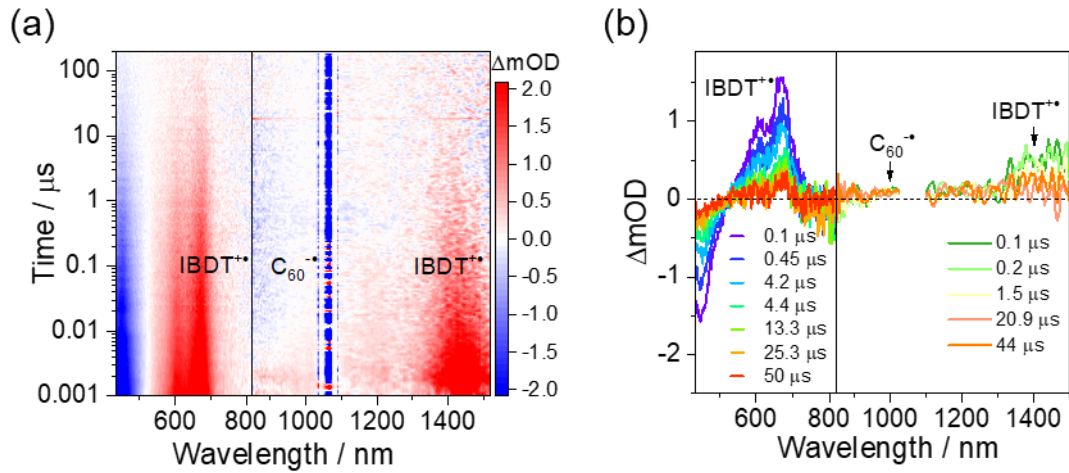 (a)
ΔmOD
100
10
1
0.1
0.01
0.001
Time / μs
IBDT⁺•
C₆₀⁻•
IBDT⁺•
2.0
1.5
1.0
0.5
0.0
-0.5
-1.0
-1.5
-2.0
600
800
1000
1200
1400
Wavelength / nm
(b)
ΔmOD
1
0
-1
-2
IBDT⁺•
C₆₀⁻•
IBDT⁺•
0.1 μs
0.45 μs
4.2 μs
4.4 μs
13.3 μs
25.3 μs
50 μs
0.1 μs
0.2 μs
1.5 μs
20.9 μs
44 μs
600
800
1000
1200
1400
Wavelength / nm